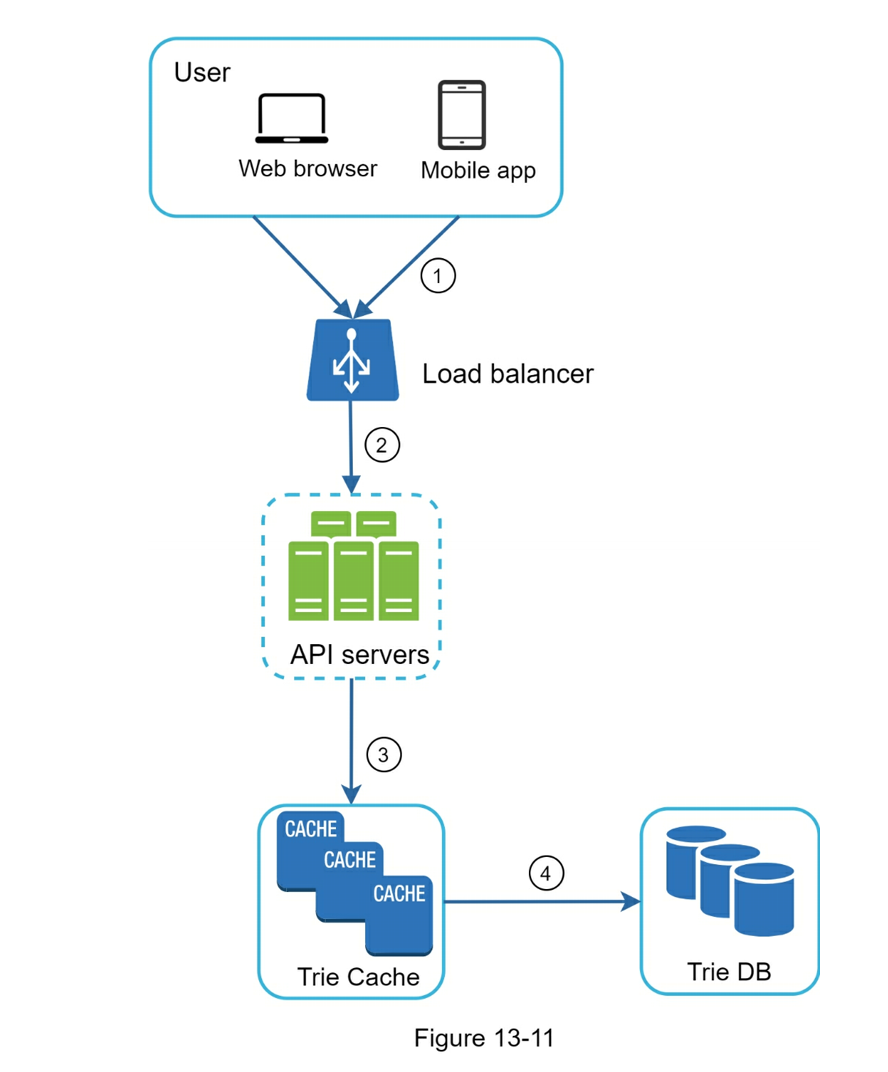 User
Web browser
Mobile app
1
Load balancer
2
API servers
3
CACHE
CACHE
CACHE
4
Trie Cache
Trie DB
Figure 13-11